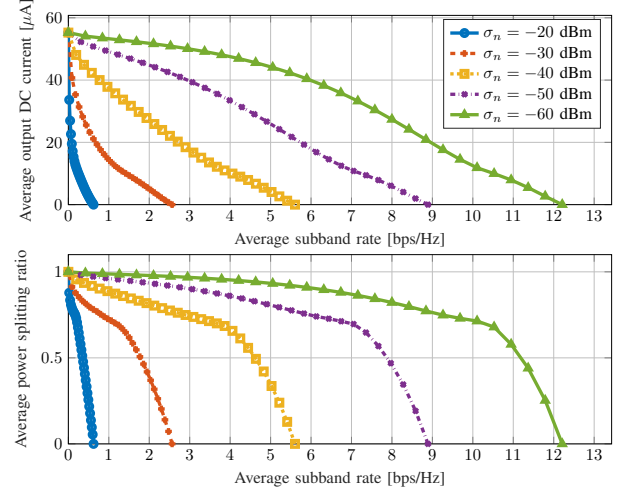 Average output DC current [μA]
60
40
20
0
0 1 2 3 4 5 6 7 8 9 10 11 12 13
Average subband rate [bps/Hz]
σn = −20 dBm
σn = −30 dBm
σn = −40 dBm
σn = −50 dBm
σn = −60 dBm
Average power splitting ratio
1
0.5
0
0 1 2 3 4 5 6 7 8 9 10 11 12 13
Average subband rate [bps/Hz]